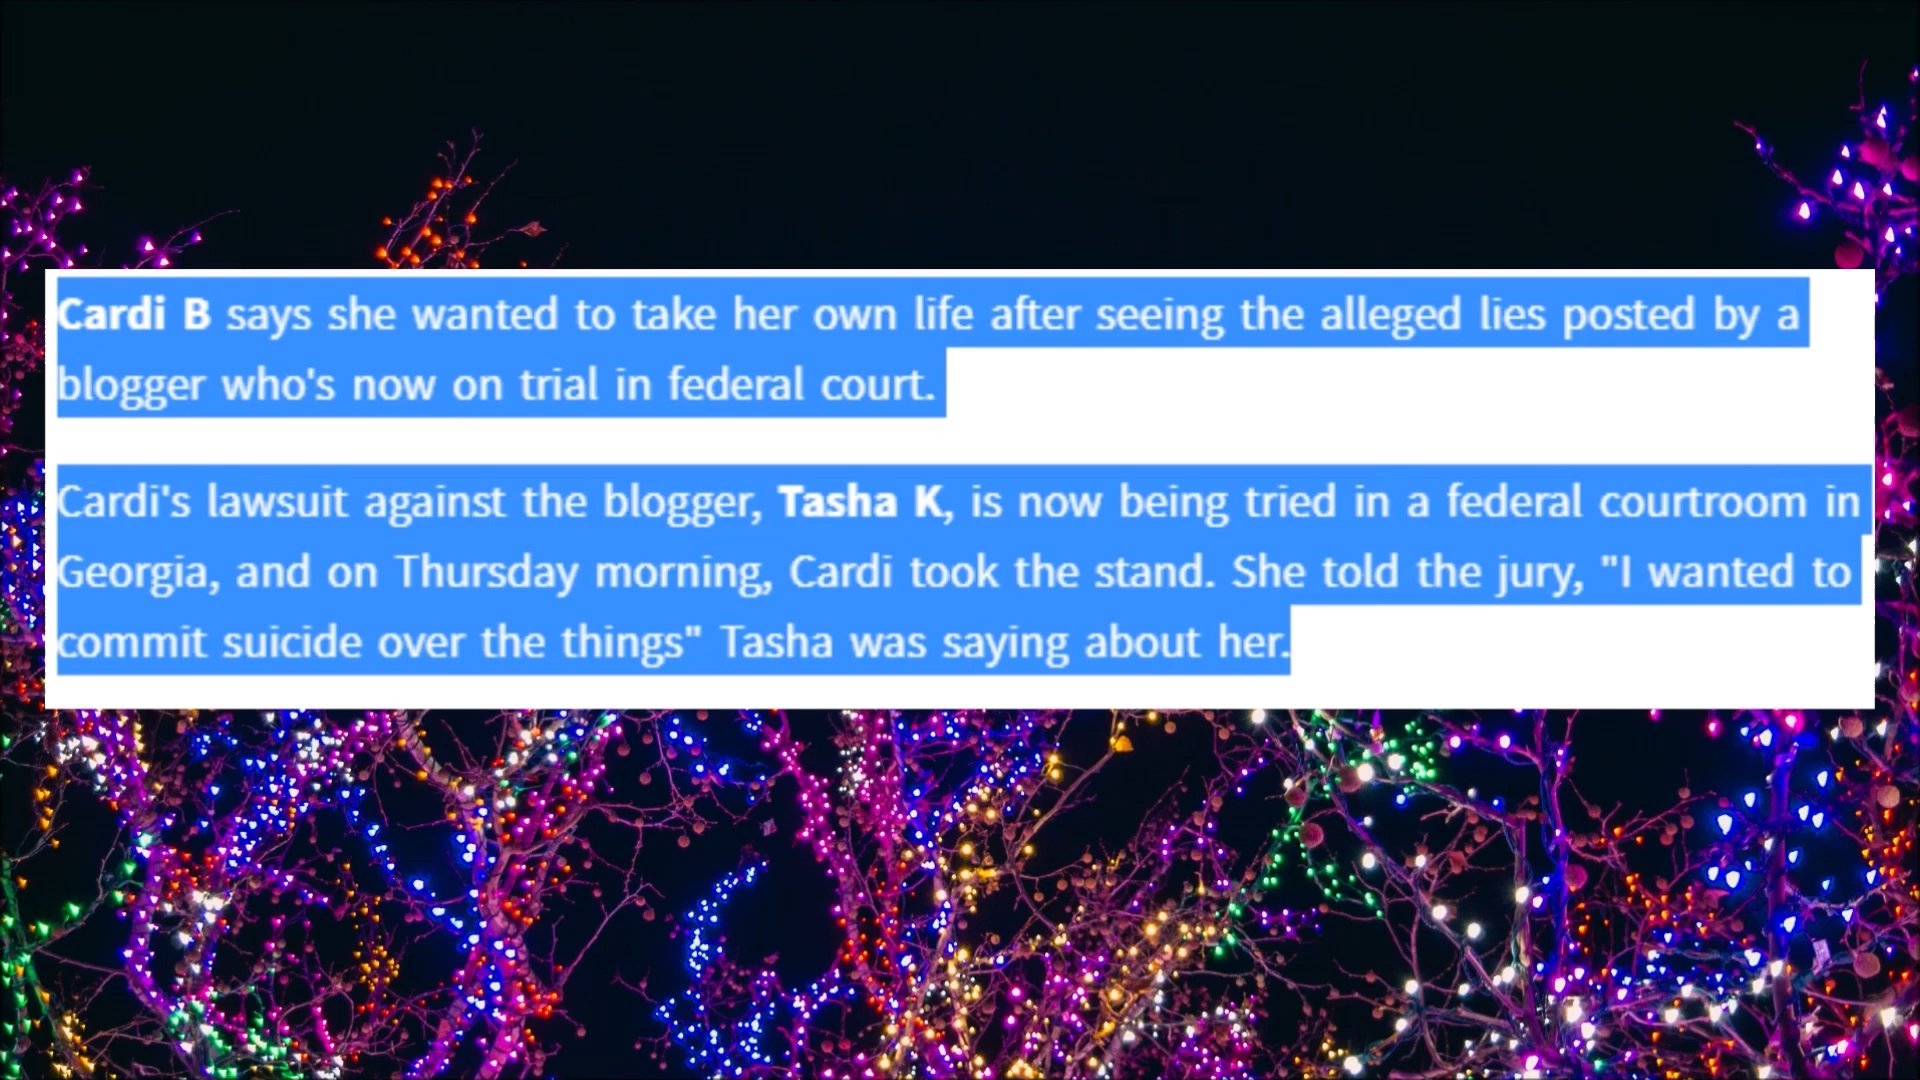 Cardi B says she wanted to take her own life after seeing the alleged lies posted by a
blogger who's now on trial in federal court.
Cardi's lawsuit against the blogger, Tasha K, is now being tried in a federal courtroom in
Georgia, and on Thursday morning, Cardi took the stand. She told the jury, "I wanted to
commit suicide over the things" Tasha was saying about her.